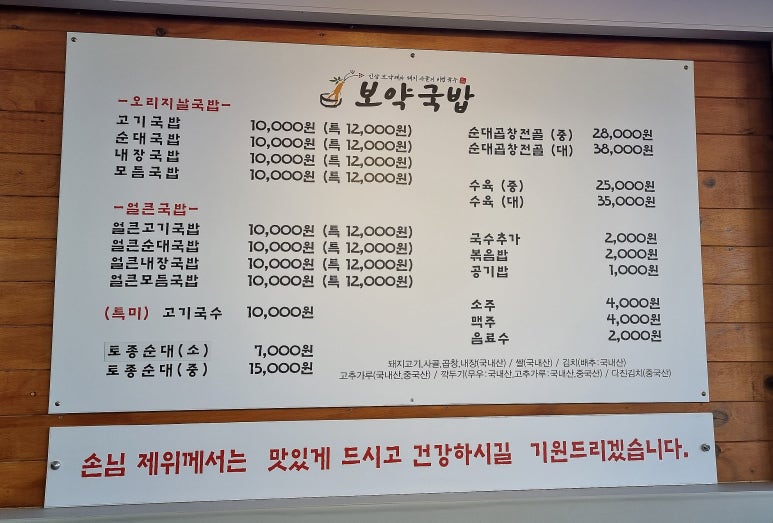 보약국밥
-오리지날국밥-
고기국밥 10,000원 (특 12,000원)
순대국밥 10,000원 (특 12,000원)
내장국밥 10,000원 (특 12,000원)
모듬국밥 10,000원 (특 12,000원)
-얼큰국밥-
얼큰고기국밥 10,000원 (특 12,000원)
얼큰순대국밥 10,000원 (특 12,000원)
얼큰내장국밥 10,000원 (특 12,000원)
얼큰모듬국밥 10,000원 (특 12,000원)
(특미) 고기국수 10,000원
토종순대(소) 7,000원
토종순대(중) 15,000원
순대곱창전골 (중) 28,000원
순대곱창전골 (대) 38,000원
수육 (중) 25,000원
수육 (대) 35,000원
국수추가 2,000원
볶음밥 2,000원
공기밥 1,000원
소주 4,000원
맥주 4,000원
음료수 2,000원
돼지고기,사골,곱창,내장(국내산) / 쌀(국내산) / 김치(배추:국내산)
고추가루(국내산,중국산) / 깍두기(무우:국내산,고추가루:국내산,중국산) / 다진김치(중국산)
손님 제위께서는 맛있게 드시고 건강하시길 기원드리겠습니다.